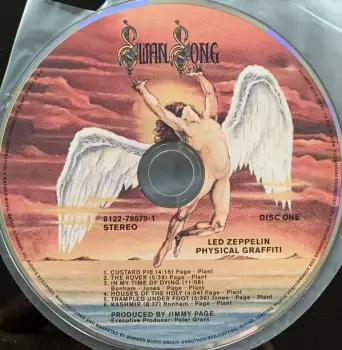 SWAN SONG
8122-79579-1
STEREO
DISC ONE
LED ZEPPELIN
PHYSICAL GRAFFITI
1. CUSTARD PIE (4:15) Page - Plant
2. THE ROVER (5:39) Page - Plant
3. IN MY TIME OF DYING (11:08)
Bonham - Jones - Page - Plant
4. HOUSES OF THE HOLY (4:04) Page - Plant
5. TRAMPLED UNDER FOOT (5:38) Jones - Page - Plant
6. KASHMIR (8:37) Bonham - Page - Plant
PRODUCED BY JIMMY PAGE
Executive Producer: Peter Grant